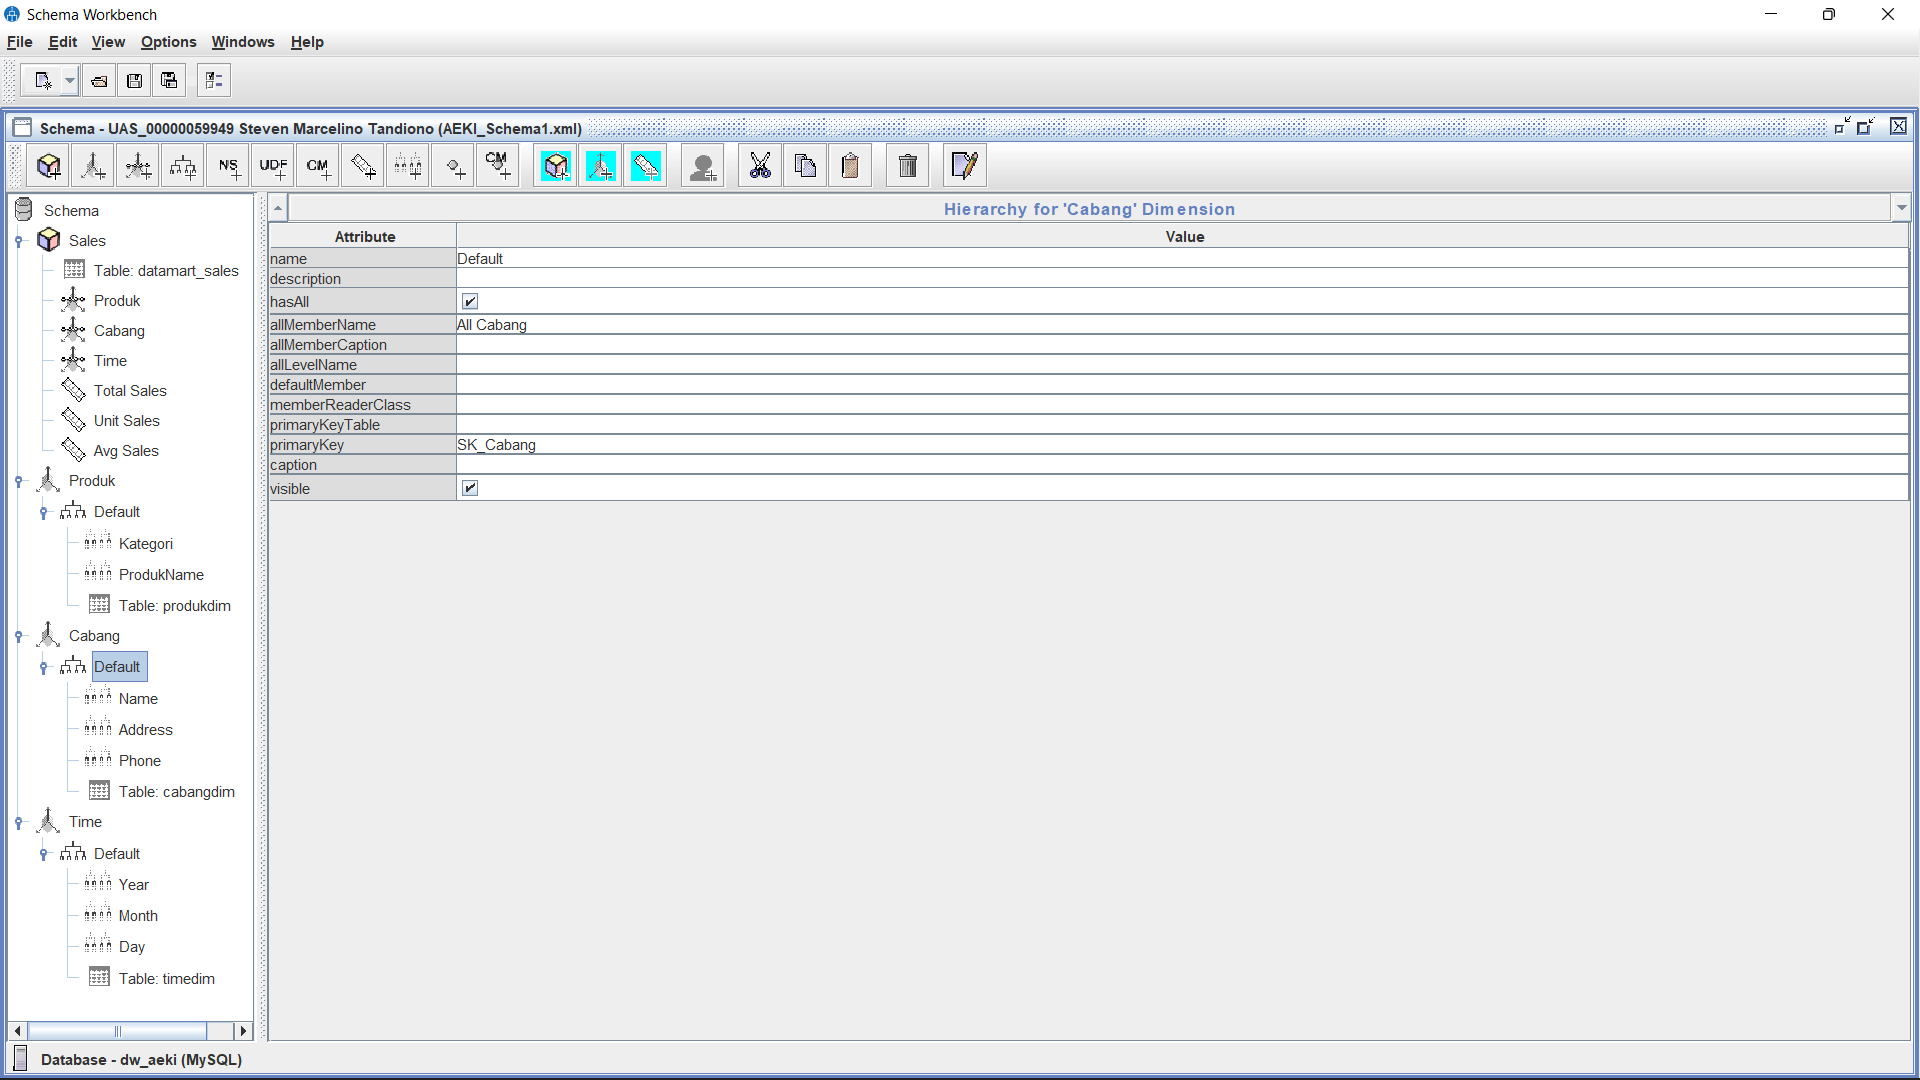 Schema Workbench
File Edit View Options Windows Help
Schema - UAS_00000059949 Steven Marcelino Tandiono (AEKI_Schema1.xml)
NS UDF CM CM
Schema
Sales
Table: datamart_sales
Produk
Cabang
Time
Total Sales
Unit Sales
Avg Sales
Produk
Default
Kategori
ProdukName
Table: produkdim
Cabang
Default
Name
Address
Phone
Table: cabangdim
Time
Default
Year
Month
Day
Table: timedim
Hierarchy for 'Cabang' Dimension
Attribute Value
name Default
description
hasAll
allMemberName All Cabang
allMemberCaption
allLevelName
defaultMember
memberReaderClass
primaryKeyTable
primaryKey SK_Cabang
caption
visible
Database - dw_aeki (MySQL)